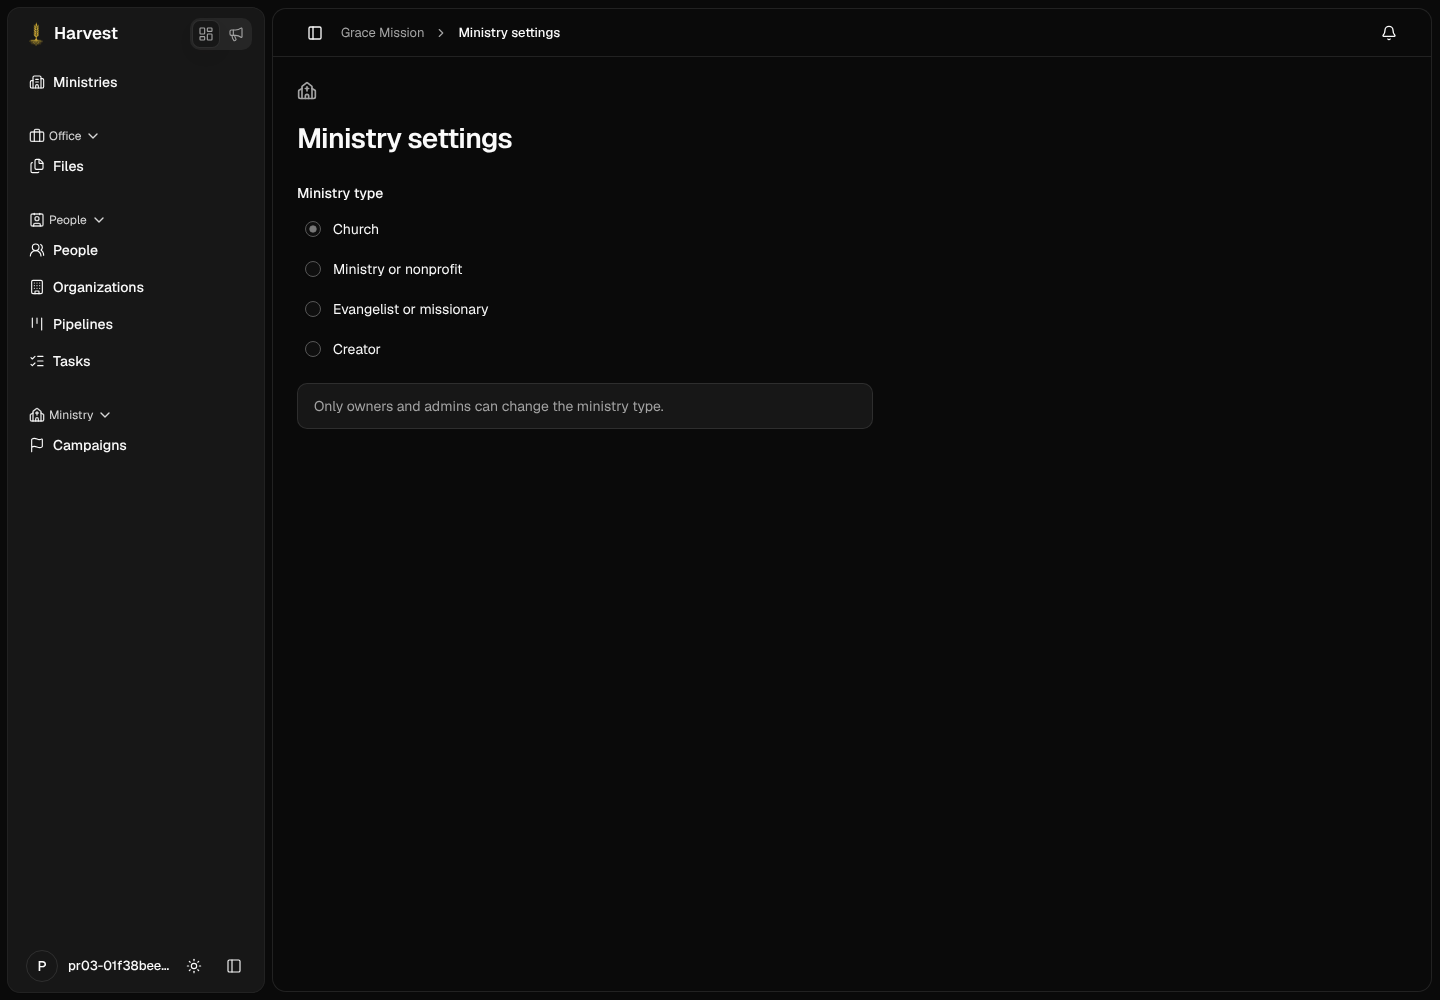 Harvest
Ministries
Office
Files
People
People
Organizations
Pipelines
Tasks
Ministry
Campaigns
P
pr03-01f38bee...
Grace Mission
Ministry settings
Ministry settings
Ministry type
Church
Ministry or nonprofit
Evangelist or missionary
Creator
Only owners and admins can change the ministry type.